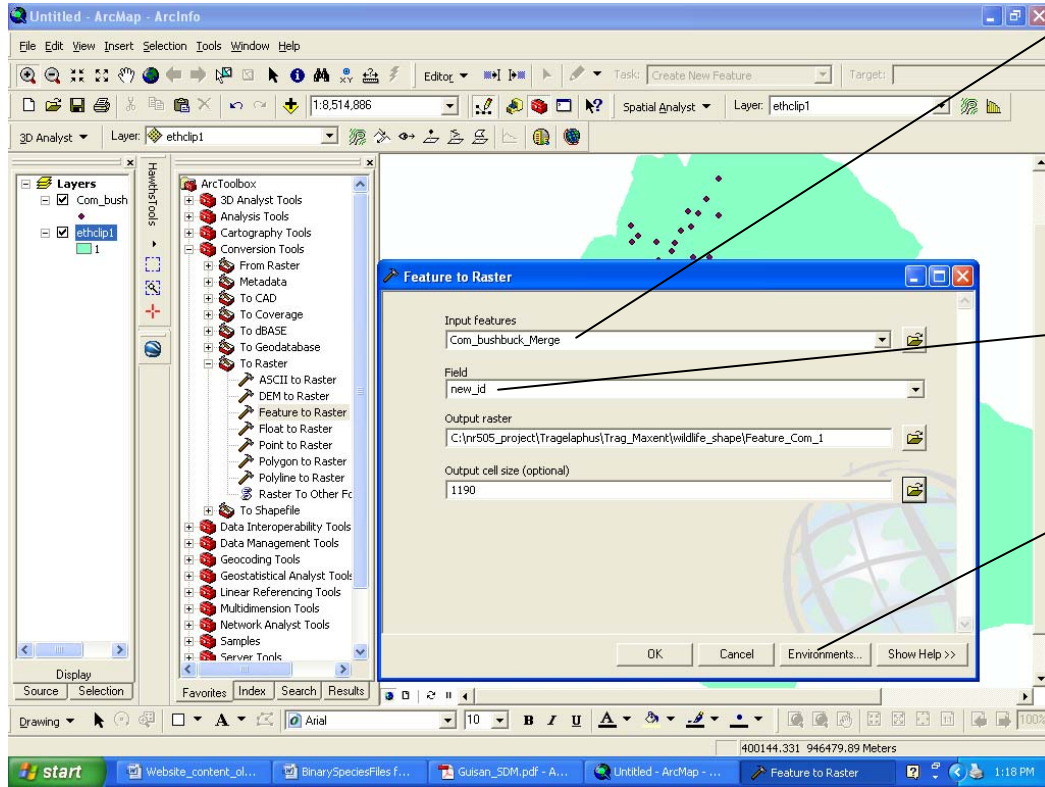 Untitled - ArcMap - ArcInfo
File Edit View Insert Selection Tools Window Help
Editor Task: Create New Feature Target:
1:8,514,886 Spatial Analyst Layer: ethclip1
3D Analyst Layer: ethclip1
Layers
Com_bush
ethclip1
1
Display
Source Selection
HawthsTools
ArcToolbox
3D Analyst Tools
Analysis Tools
Cartography Tools
Conversion Tools
From Raster
Metadata
To CAD
To Coverage
To dBASE
To Geodatabase
To Raster
ASCII to Raster
DEM to Raster
Feature to Raster
Float to Raster
Point to Raster
Polygon to Raster
Polyline to Raster
Raster To Other Fo
To Shapefile
Data Interoperability Tools
Data Management Tools
Geocoding Tools
Geostatistical Analyst Tools
Linear Referencing Tools
Multidimension Tools
Network Analyst Tools
Samples
Server Tools
Favorites Index Search Results
Feature to Raster
Input features
Com_bushbuck_Merge
Field
new_id
Output raster
C:\nr505_project\Tragelaphus\Trag_Maxent\wildlife_shape\Feature_Com_1
Output cell size (optional)
1190
OK Cancel Environments... Show Help >>
Drawing A Arial 10 B I U A 100%
400144.331 946479.89 Meters
start Website_content_ol... BinarySpeciesFiles f... Guisan_SDM.pdf - A... Untitled - ArcMap - ... Feature to Raster 1:18 PM